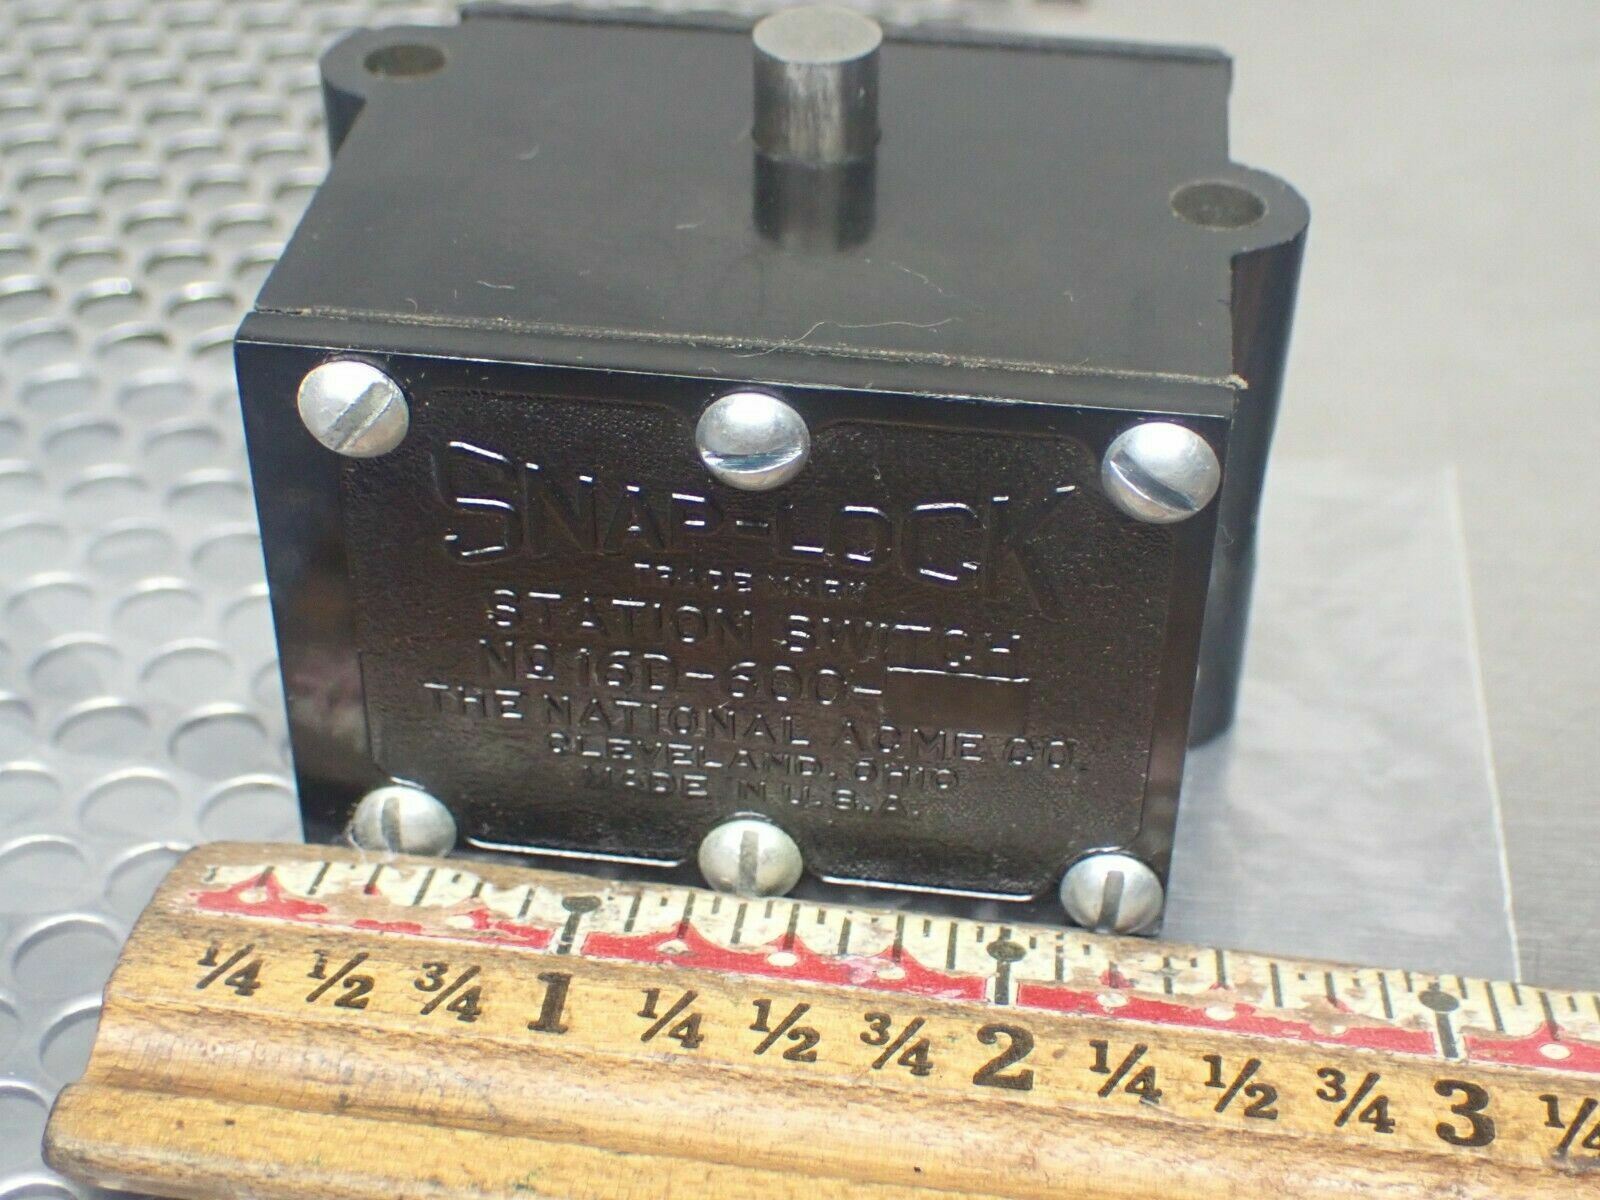 SNAP-LOCK
TRADE MARK
STATION SWITCH
No 16D-600-
THE NATIONAL ACME CO.
CLEVELAND, OHIO
MADE IN U.S.A.
1/4 1/2 3/4 1 1/4 1/2 3/4 2 1/4 1/2 3/4 3 1/4